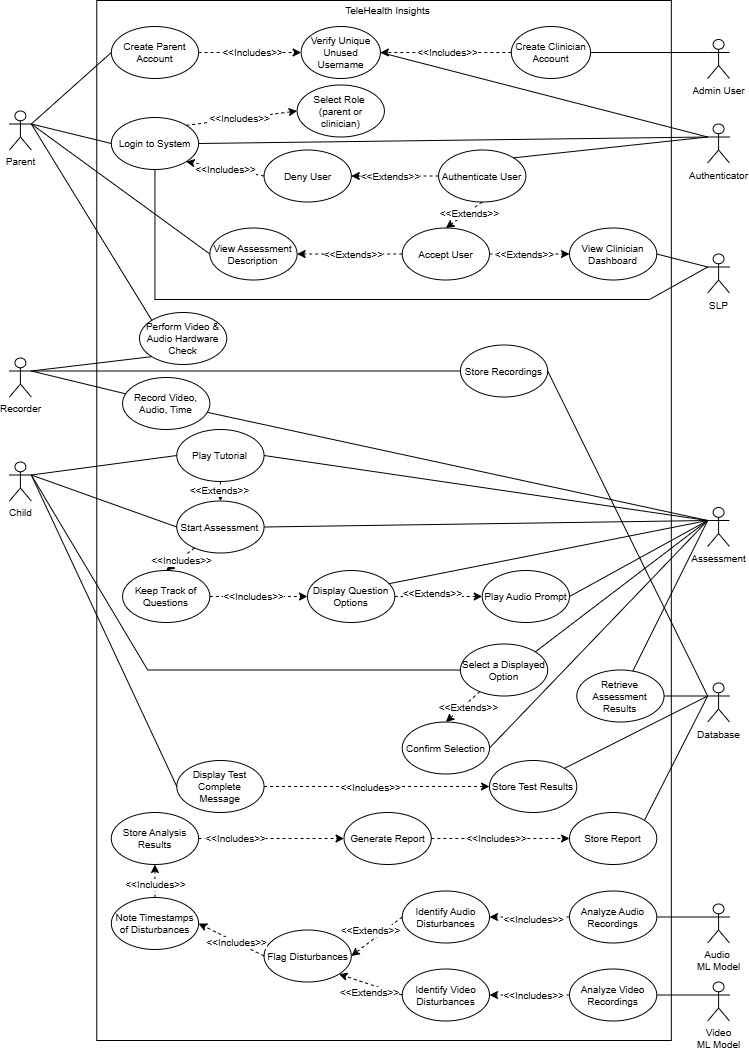 TeleHealth Insights
Create Parent
Account
<<Includes>>
Verify Unique
Unused
Username
<<Includes>>
Create Clinician
Account
Admin User
Select Role
(parent or
clinician)
<<Includes>>
Parent
Login to System
Authenticator
<<Includes>>
Deny User
<<Extends>>
Authenticate User
<<Extends>>
View Assessment
Description
<<Extends>>
Accept User
<<Extends>>
View Clinician
Dashboard
SLP
Perform Video &
Audio Hardware
Check
Recorder
Store Recordings
Record Video,
Audio, Time
Play Tutorial
<<Extends>>
Child
Start Assessment
Assessment
<<Includes>>
Keep Track of
Questions
<<Includes>>
Display Question
Options
<<Extends>>
Play Audio Prompt
Select a Displayed
Option
Retrieve
Assessment
Results
<<Extends>>
Database
Confirm Selection
Display Test
Complete
Message
<<Includes>>
Store Test Results
Store Analysis
Results
<<Includes>>
Generate Report
<<Includes>>
Store Report
<<Includes>>
Note Timestamps
of Disturbances
<<Includes>>
Flag Disturbances
<<Extends>>
Identify Audio
Disturbances
<<Includes>>
Analyze Audio
Recordings
Audio
ML Model
<<Extends>>
Identify Video
Disturbances
<<Includes>>
Analyze Video
Recordings
Video
ML Model